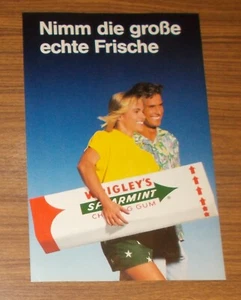 Nimm die große
echte Frische
WRIGLEY'S
SPEARMINT
CHEWING GUM